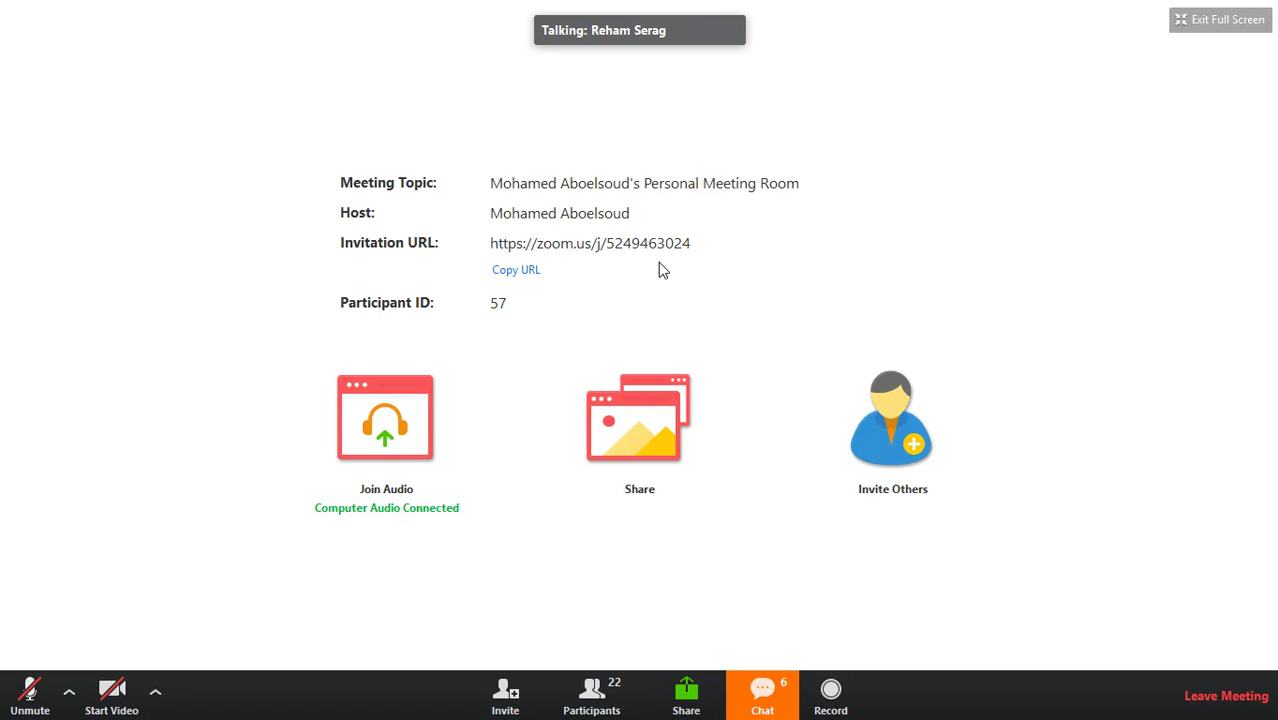 Talking: Reham Serag
Exit Full Screen
Meeting Topic: Mohamed Aboelsoud's Personal Meeting Room
Host: Mohamed Aboelsoud
Invitation URL: https://zoom.us/j/5249463024
Copy URL
Participant ID: 57
Join Audio
Computer Audio Connected
Share
Invite Others
Unmute
Start Video
Invite
22
Participants
Share
6
Chat
Record
Leave Meeting